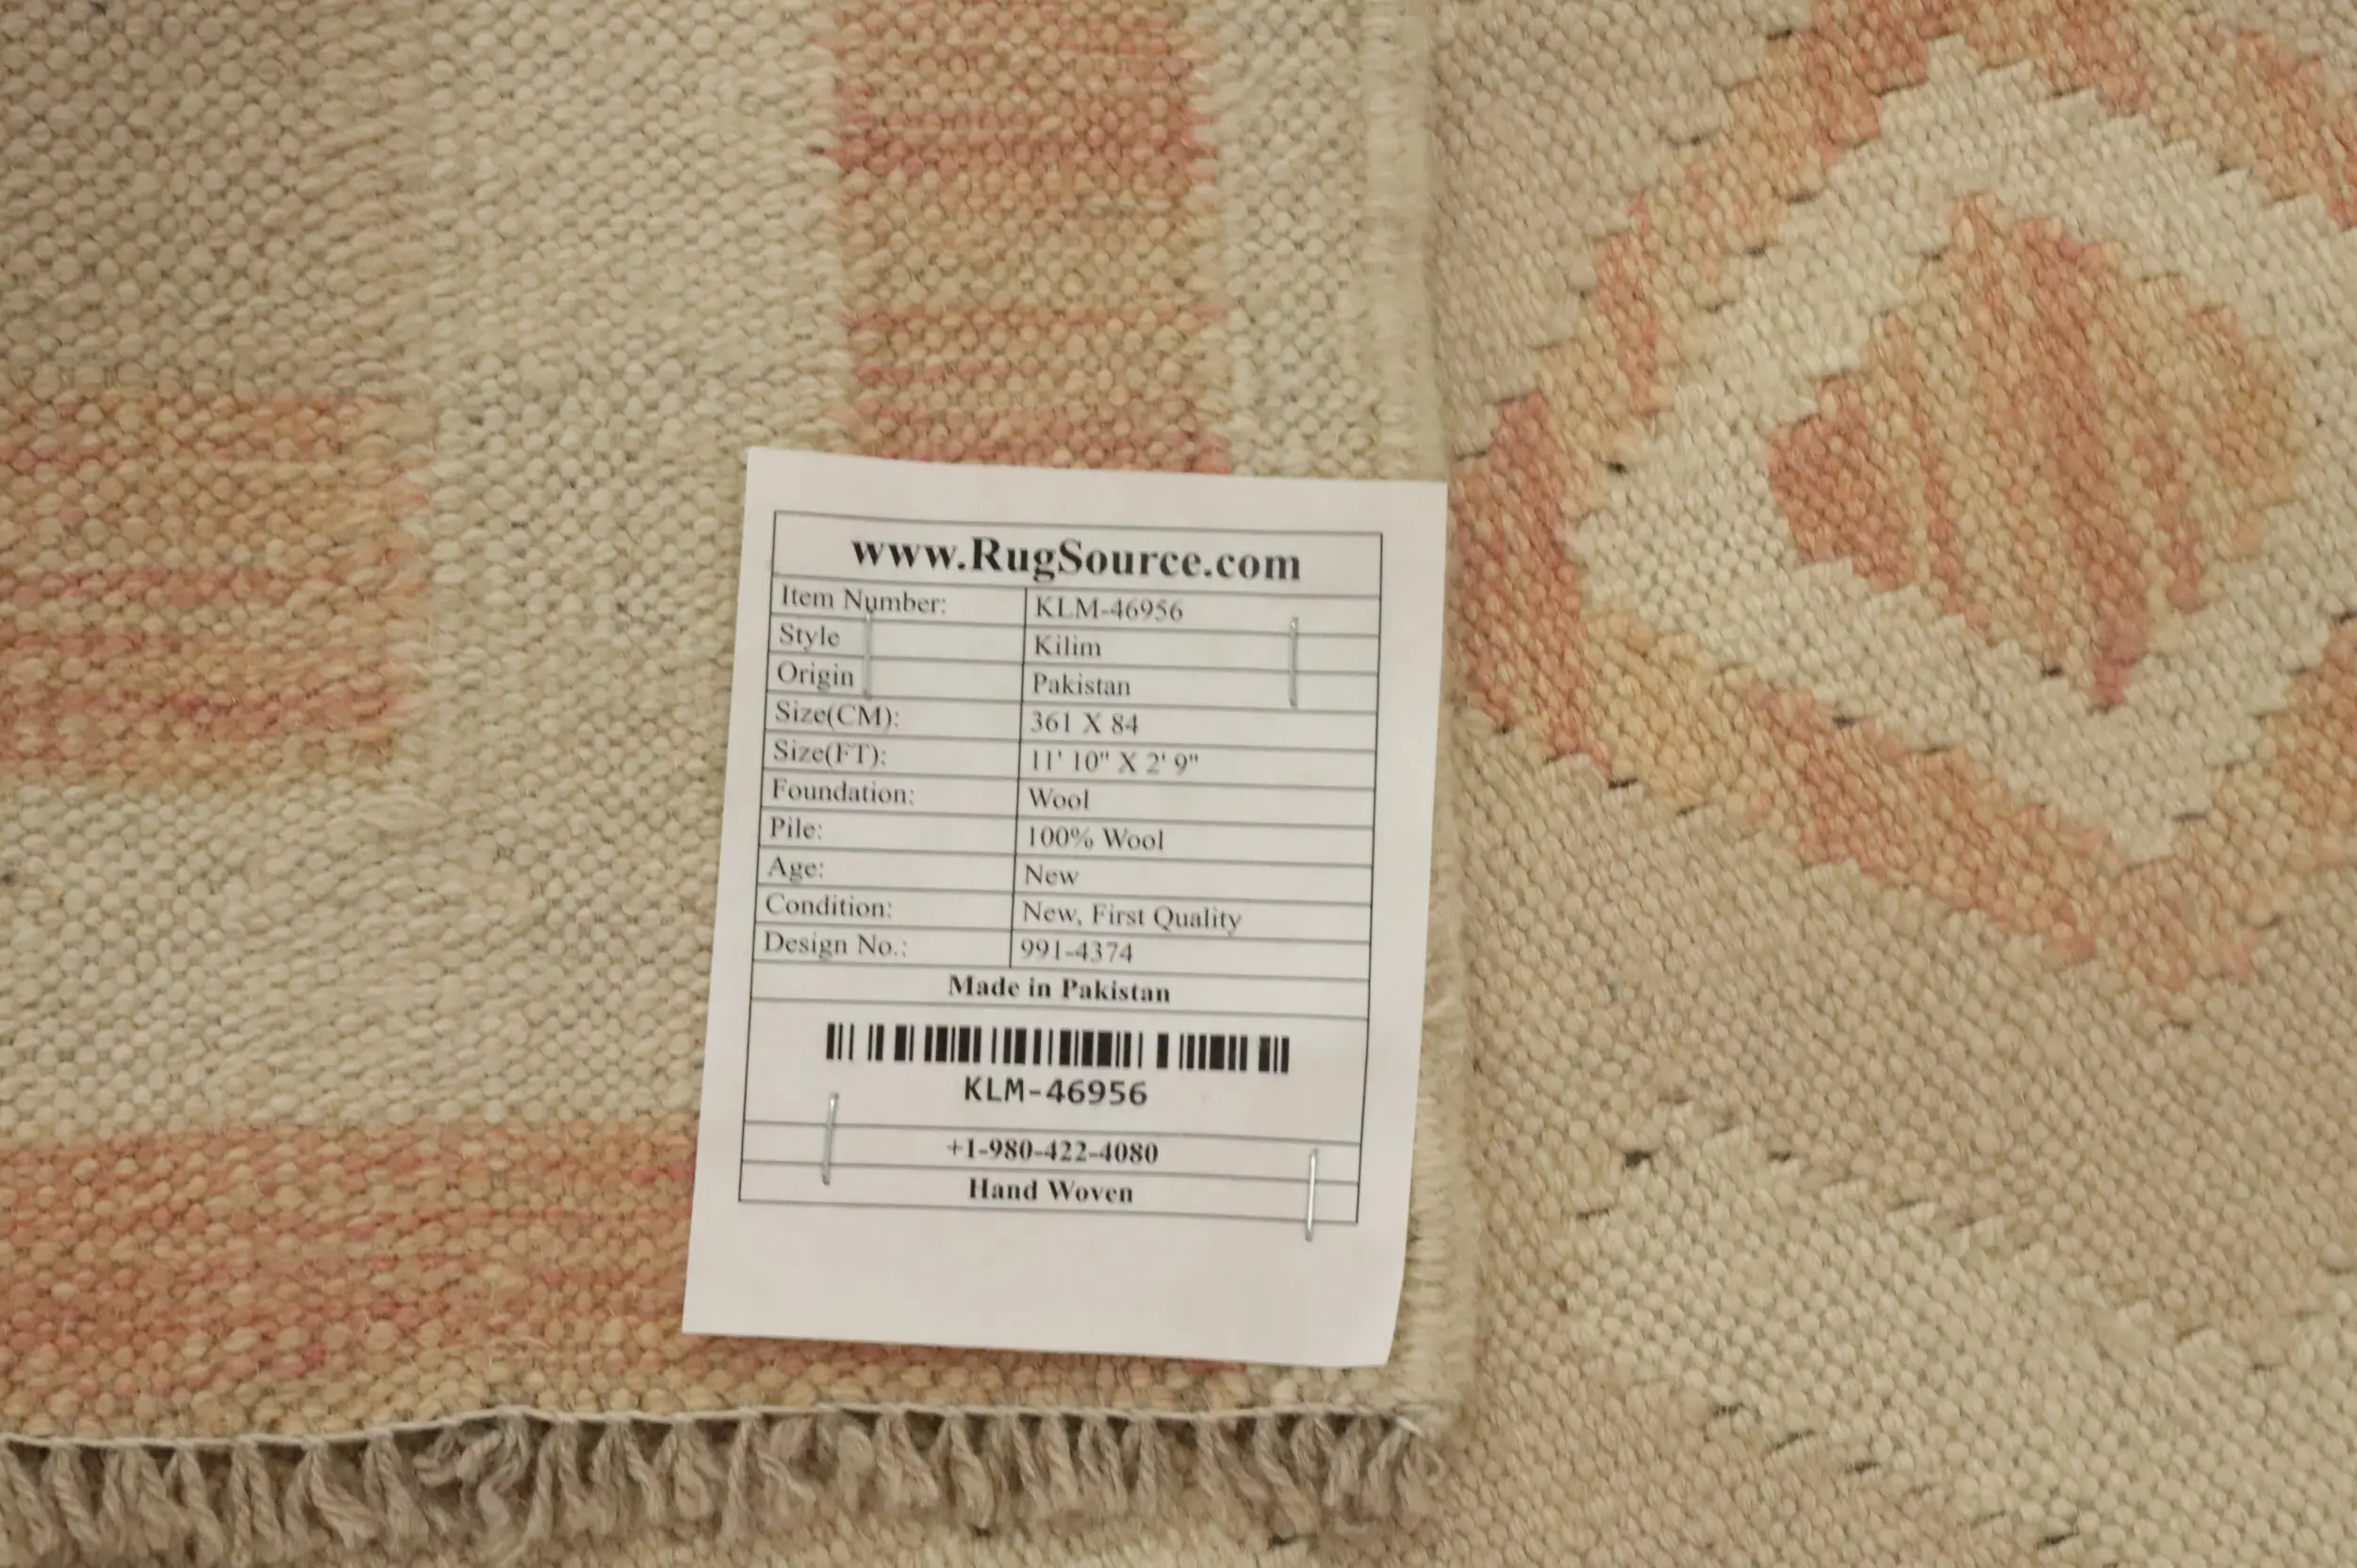 www.RugSource.com
Item Number: KLM-46956
Style Kilim
Origin Pakistan
Size(CM): 361 X 84
Size(FT): 11' 10" X 2' 9"
Foundation: Wool
Pile: 100% Wool
Age: New
Condition: New, First Quality
Design No.: 991-4374
Made in Pakistan
KLM-46956
+1-980-422-4080
Hand Woven